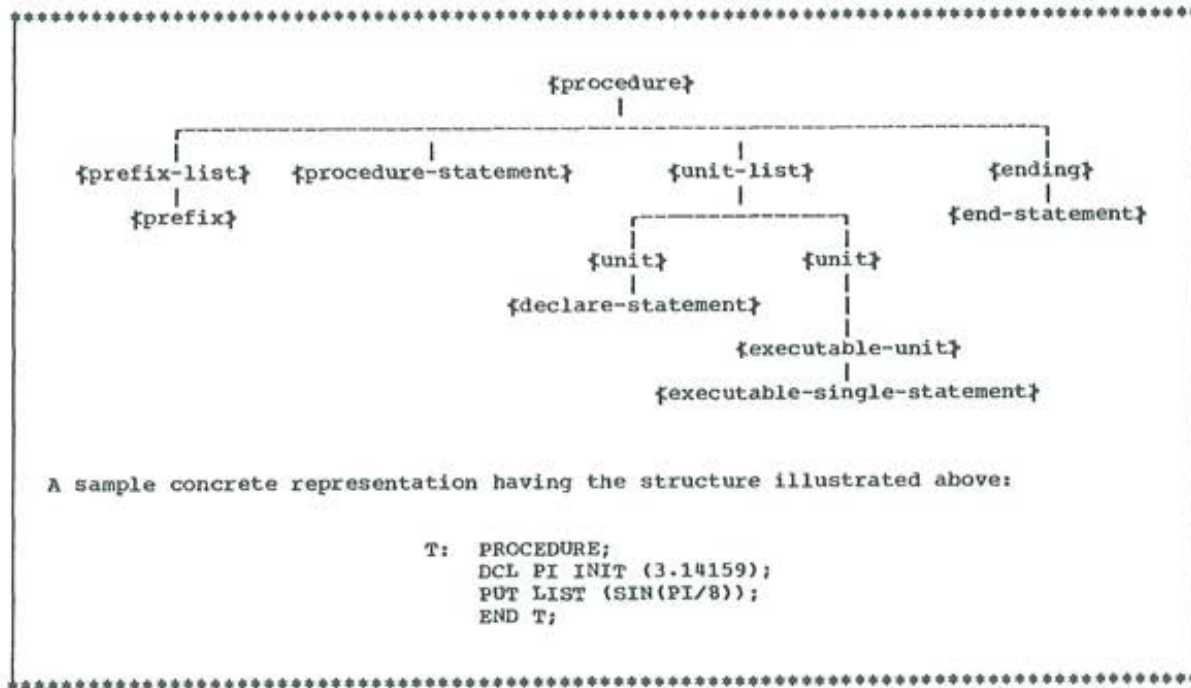 {procedure}
{prefix-list} {procedure-statement} {unit-list} {ending}
{prefix} {end-statement}
{unit} {unit}
{declare-statement}
{executable-unit}
{executable-single-statement}
A sample concrete representation having the structure illustrated above:
T: PROCEDURE;
DCL PI INIT (3.14159);
PUT LIST (SIN(PI/8));
END T;